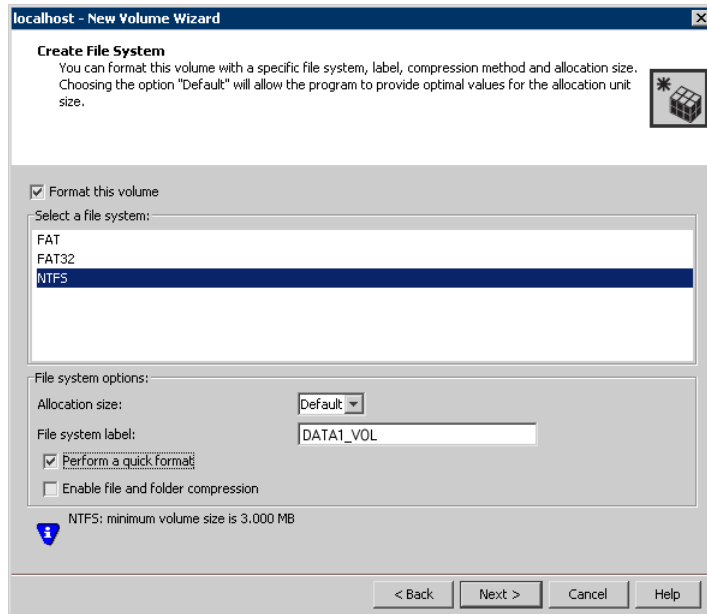 localhost - New Volume Wizard
Create File System
You can format this volume with a specific file system, label, compression method and allocation size.
Choosing the option "Default" will allow the program to provide optimal values for the allocation unit
size.
Format this volume
Select a file system:
FAT
FAT32
NTFS
File system options:
Allocation size:
Default
File system label:
DATA1_VOL
Perform a quick format
Enable file and folder compression
NTFS: minimum volume size is 3.000 MB
< Back
Next >
Cancel
Help